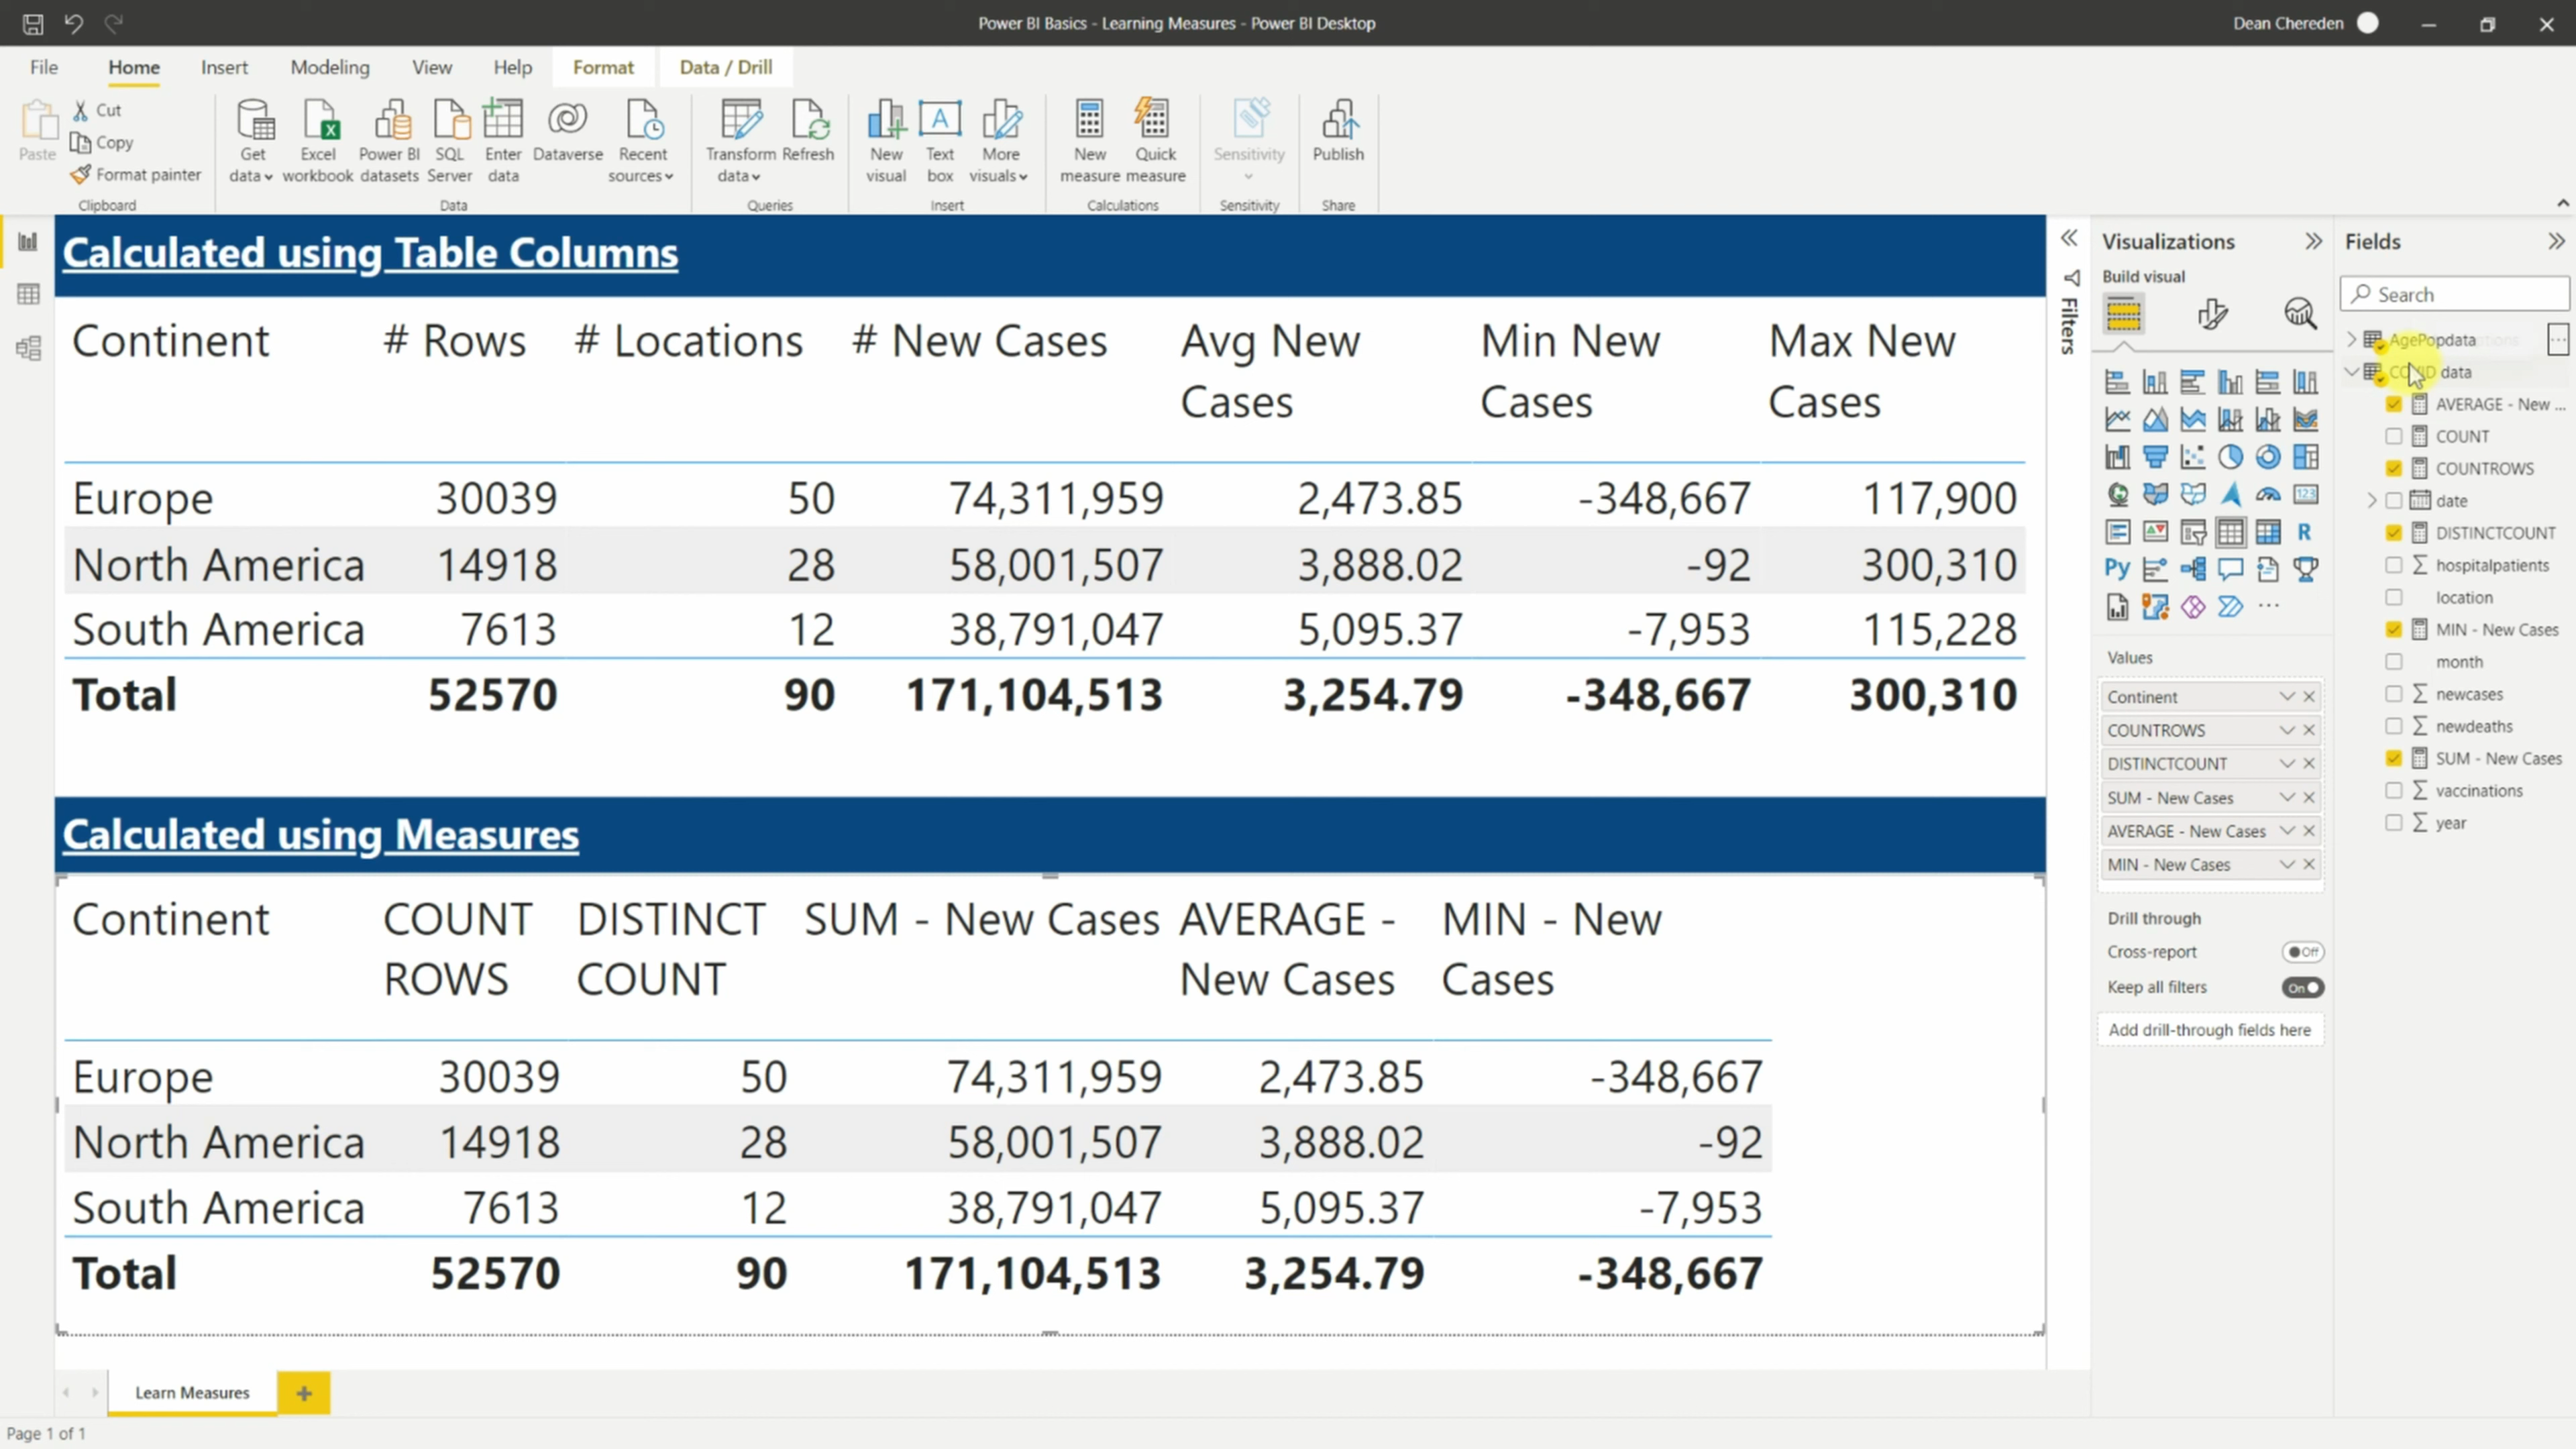 Power BI Basics - Learning Measures - Power BI Desktop
Dean Chereden
File Home Insert Modeling View Help Format Data / Drill
Paste
Cut
Copy
Format painter
Clipboard
Get data
Excel workbook
Power BI datasets
SQL Server
Enter data
Dataverse
Recent sources
Data
Transform data
Refresh
Queries
New visual
Text box
More visuals
Insert
New measure
Quick measure
Calculations
Sensitivity
Sensitivity
Publish
Share
Calculated using Table Columns
Continent # Rows # Locations # New Cases Avg New Cases Min New Cases Max New Cases
Europe 30039 50 74,311,959 2,473.85 -348,667 117,900
North America 14918 28 58,001,507 3,888.02 -92 300,310
South America 7613 12 38,791,047 5,095.37 -7,953 115,228
Total 52570 90 171,104,513 3,254.79 -348,667 300,310
Calculated using Measures
Continent COUNT ROWS DISTINCT COUNT SUM - New Cases AVERAGE - New Cases MIN - New Cases
Europe 30039 50 74,311,959 2,473.85 -348,667
North America 14918 28 58,001,507 3,888.02 -92
South America 7613 12 38,791,047 5,095.37 -7,953
Total 52570 90 171,104,513 3,254.79 -348,667
Learn Measures
Page 1 of 1
Filters
Visualizations
Build visual
123
R
Py
...
Values
Continent
COUNTROWS
DISTINCTCOUNT
SUM - New Cases
AVERAGE - New Cases
MIN - New Cases
Drill through
Cross-report Off
Keep all filters On
Add drill-through fields here
Fields
Search
AgePopdata
COVID data
AVERAGE - New ...
COUNT
COUNTROWS
date
DISTINCTCOUNT
hospitalpatients
location
MIN - New Cases
month
newcases
newdeaths
SUM - New Cases
vaccinations
year